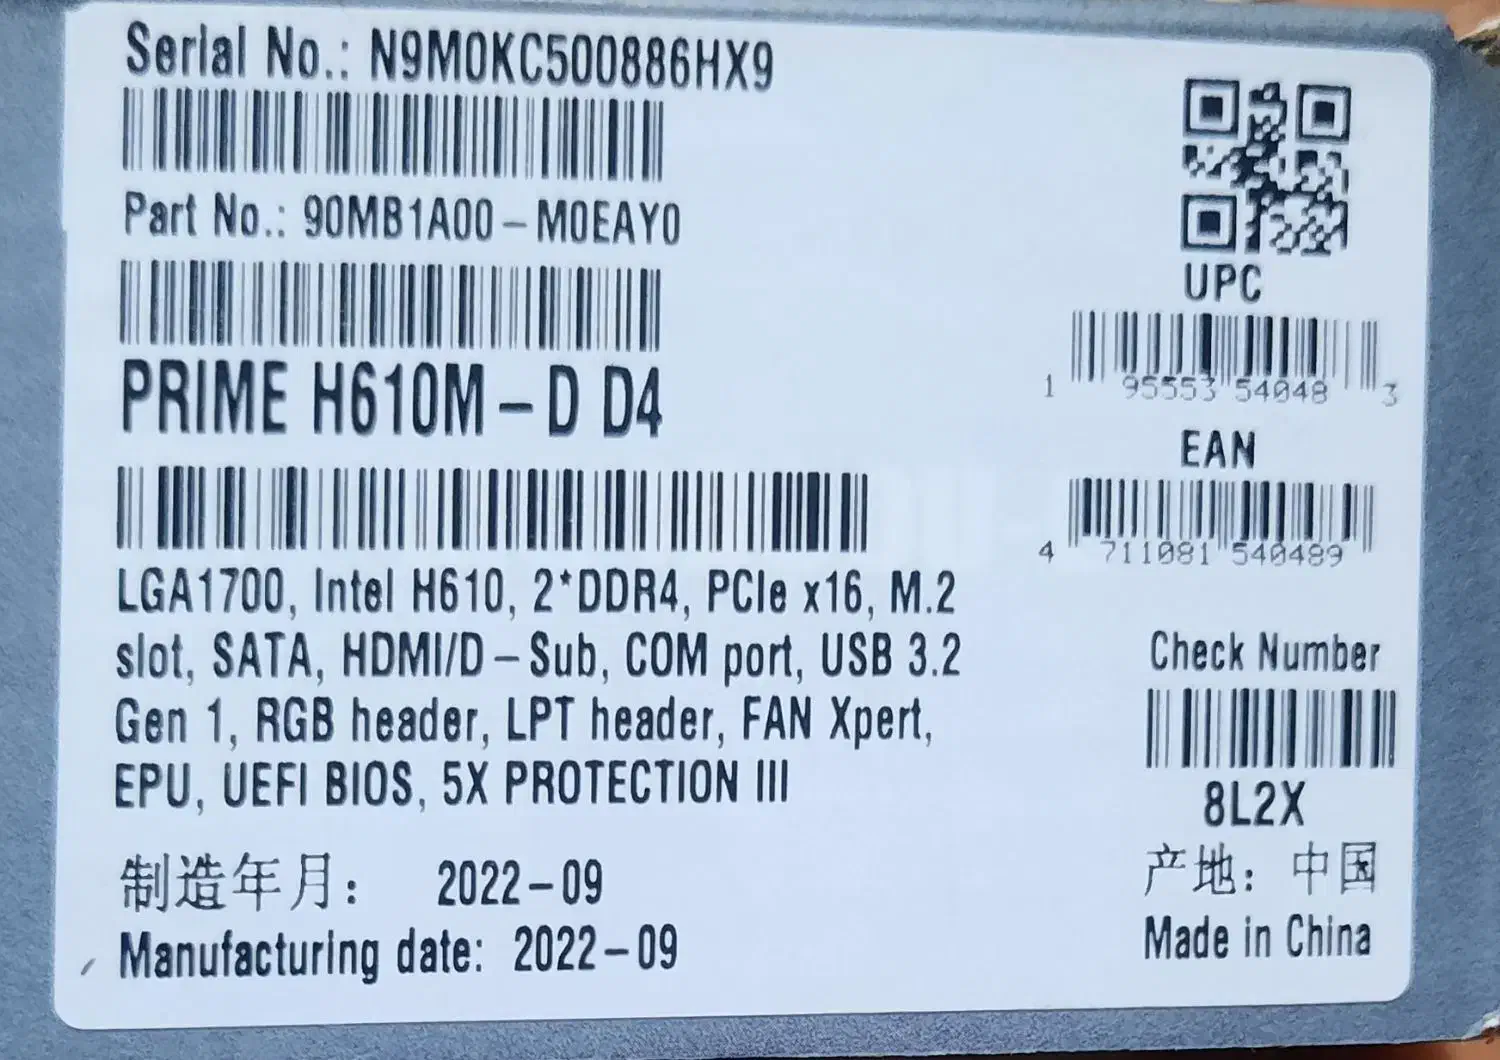 Serial No.: N9M0KC500886HX9
Part No.: 90MB1A00-M0EAY0
PRIME H610M-D D4
LGA1700, Intel H610, 2*DDR4, PCIe x16, M.2
slot, SATA, HDMI/D-Sub, COM port, USB 3.2
Gen 1, RGB header, LPT header, FAN Xpert,
EPU, UEFI BIOS, 5X PROTECTION III
制造年月: 2022-09
Manufacturing date: 2022-09
UPC
1 95553 54048 3
EAN
4 711081 540489
Check Number
8L2X
产地: 中国
Made in China